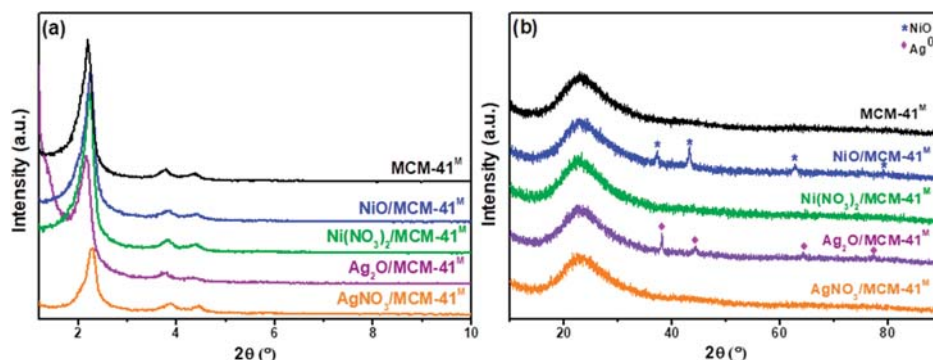 (a)
Intensity (a.u.)
MCM-41ᴹ
NiO/MCM-41ᴹ
Ni(NO₃)₂/MCM-41ᴹ
Ag₂O/MCM-41ᴹ
AgNO₃/MCM-41ᴹ
2 4 6 8 10
2θ (º)
(b)
* NiO
♦ Ag⁰
Intensity (a.u.)
MCM-41ᴹ
* * * *
NiO/MCM-41ᴹ
Ni(NO₃)₂/MCM-41ᴹ
♦ ♦ ♦ ♦
Ag₂O/MCM-41ᴹ
AgNO₃/MCM-41ᴹ
20 40 60 80
2θ (º)